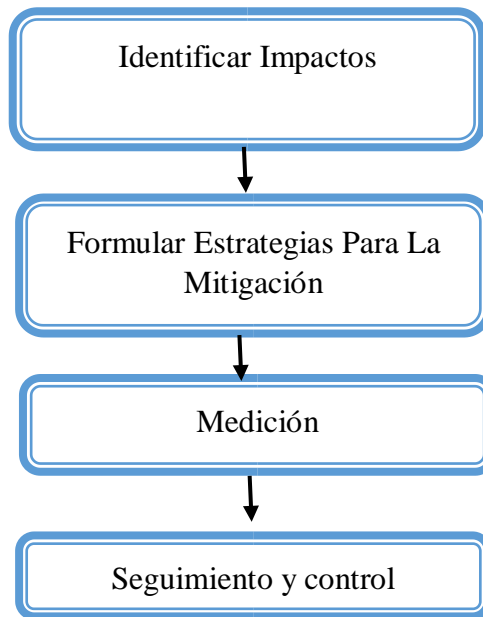 Identificar Impactos
Formular Estrategias Para La
Mitigación
Medición
Seguimiento y control